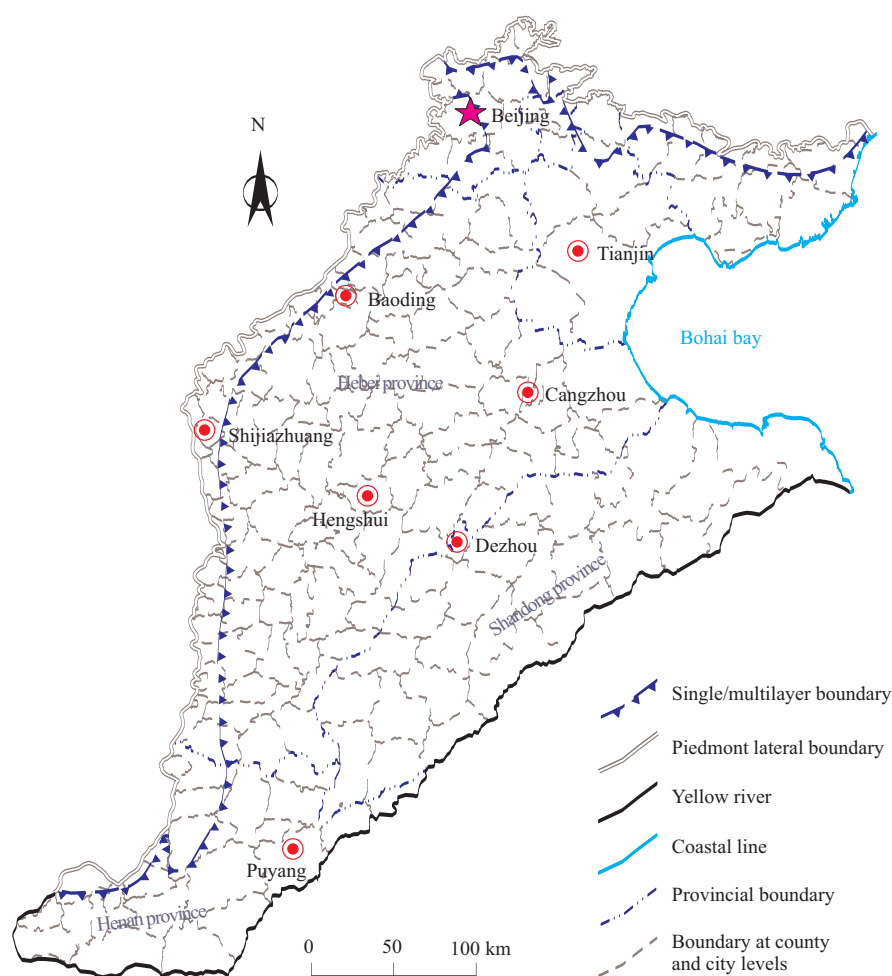 N
Beijing
Tianjin
Baoding
Bohai bay
Hebei province
Cangzhou
Shijiazhuang
Hengshui
Dezhou
Shandong province
Single/multilayer boundary
Piedmont lateral boundary
Yellow river
Coastal line
Puyang
Provincial boundary
Henan province
Boundary at county
and city levels
0 50 100 km